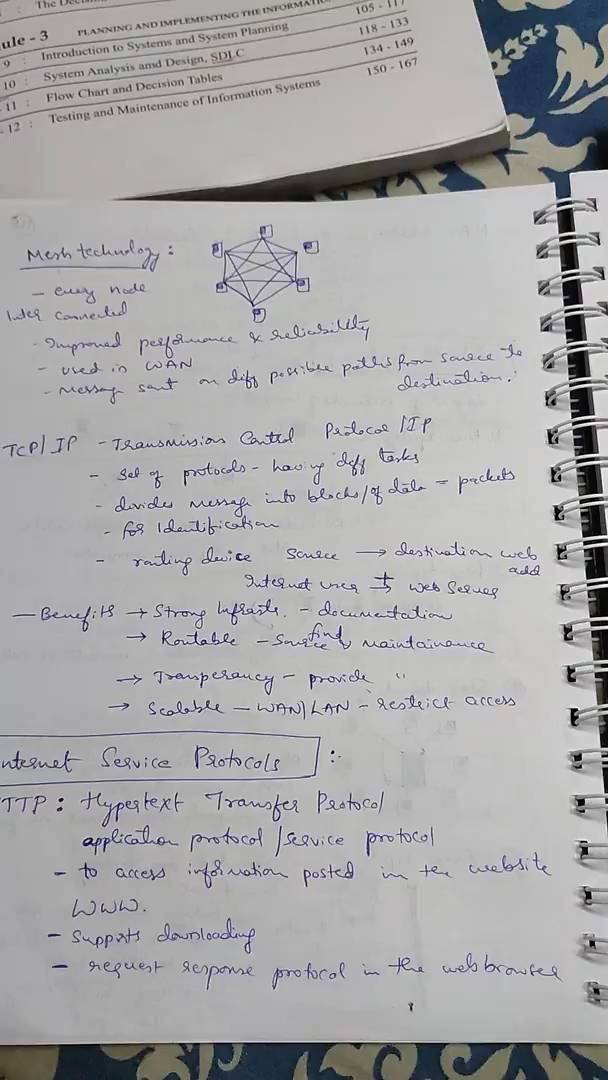 : The
105 - 117
ule - 3 PLANNING AND IMPLEMENTING THE
9 : Introduction to Systems and System Planning 118 - 133
10 : System Analysis amd Design, SDLC 134 - 149
11 : Flow Chart and Decision Tables 150 - 167
- 12 : Testing and Maintenance of Information Systems
Mesh technology :
- every node
Inter connected
- Improved performance & reliability
- used in WAN
- Message sent on diff possible paths from source to
destination.
TCP/IP - Transmission Control Protocol /IP
- Set of protocols - having diff tasks
- divides message into blocks/of data = packets
- for Identification
- routing device source → destination web
add
Internet user → web server
- Benefits → Strong Infrastr. - documentation
→ Routable - Source find & maintainance
→ Transperancy - provide "
→ Scalable - WAN/LAN - restrict access
nternet Service Protocols :-
TTP : Hypertext Transfer Protocol
application protocol /service protocol
- to access information posted in the website
WWW.
- Supports downloading
- request response protocol in the web browser